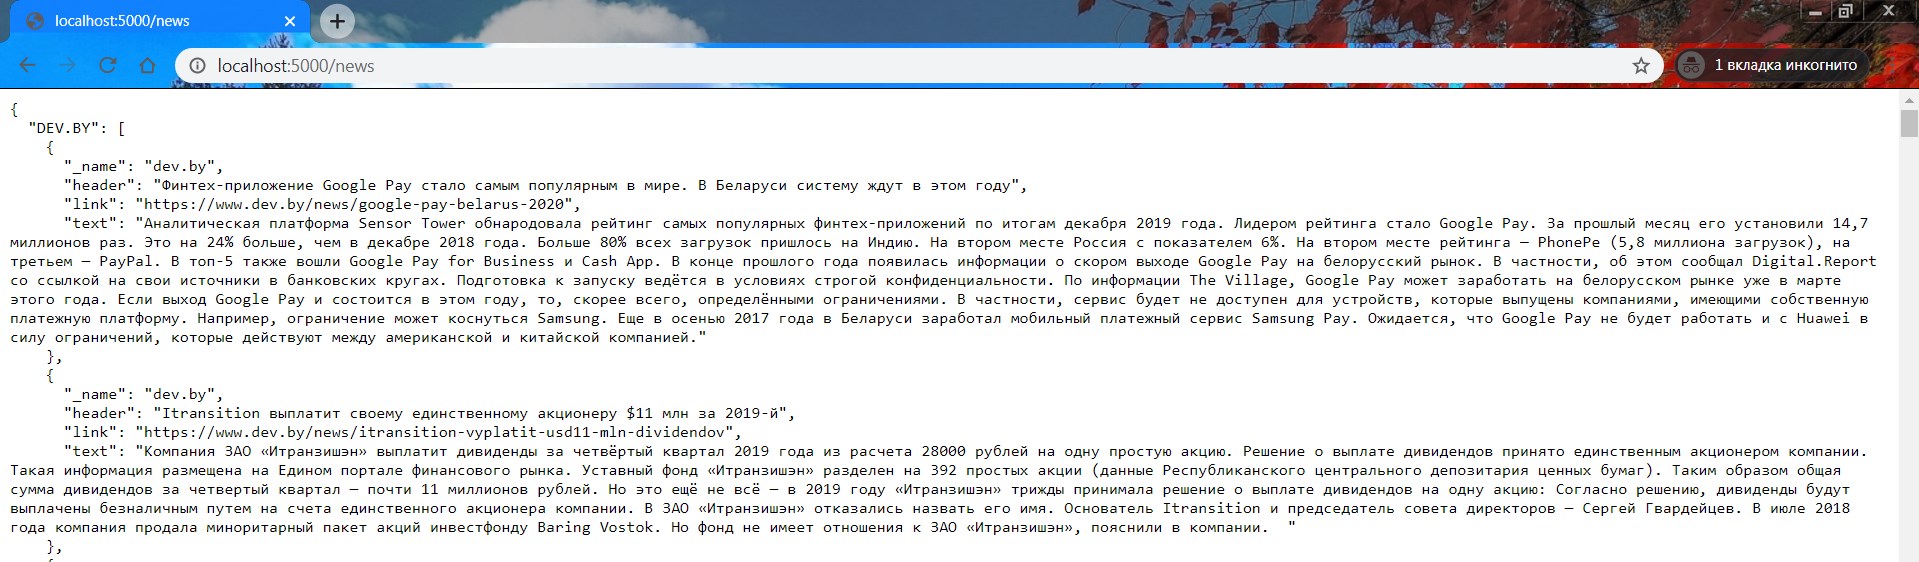 localhost:5000/news
localhost:5000/news
1 вкладка инкогнито
{
"DEV.BY": [
{
"_name": "dev.by",
"header": "Финтех-приложение Google Pay стало самым популярным в мире. В Беларуси систему ждут в этом году",
"link": "https://www.dev.by/news/google-pay-belarus-2020",
"text": "Аналитическая платформа Sensor Tower обнародовала рейтинг самых популярных финтех-приложений по итогам декабря 2019 года. Лидером рейтинга стало Google Pay. За прошлый месяц его установили 14,7
миллионов раз. Это на 24% больше, чем в декабре 2018 года. Больше 80% всех загрузок пришлось на Индию. На втором месте Россия с показателем 6%. На втором месте рейтинга — PhonePe (5,8 миллиона загрузок), на
третьем — PayPal. В топ-5 также вошли Google Pay for Business и Cash App. В конце прошлого года появилась информации о скором выходе Google Pay на белорусский рынок. В частности, об этом сообщал Digital.Report
со ссылкой на свои источники в банковских кругах. Подготовка к запуску ведётся в условиях строгой конфиденциальности. По информации The Village, Google Pay может заработать на белорусском рынке уже в марте
этого года. Если выход Google Pay и состоится в этом году, то, скорее всего, определёнными ограничениями. В частности, сервис будет не доступен для устройств, которые выпущены компаниями, имеющими собственную
платежную платформу. Например, ограничение может коснуться Samsung. Еще в осенью 2017 года в Беларуси заработал мобильный платежный сервис Samsung Pay. Ожидается, что Google Pay не будет работать и с Huawei в
силу ограничений, которые действуют между американской и китайской компанией."
},
{
"_name": "dev.by",
"header": "Itransition выплатит своему единственному акционеру $11 млн за 2019-й",
"link": "https://www.dev.by/news/itransition-vyplatit-usd11-mln-dividendov",
"text": "Компания ЗАО «Итранзишэн» выплатит дивиденды за четвёртый квартал 2019 года из расчета 28000 рублей на одну простую акцию. Решение о выплате дивидендов принято единственным акционером компании.
Такая информация размещена на Едином портале финансового рынка. Уставный фонд «Итранзишэн» разделен на 392 простых акции (данные Республиканского центрального депозитария ценных бумаг). Таким образом общая
сумма дивидендов за четвертый квартал — почти 11 миллионов рублей. Но это ещё не всё — в 2019 году «Итранзишэн» трижды принимала решение о выплате дивидендов на одну акцию: Согласно решению, дивиденды будут
выплачены безналичным путем на счета единственного акционера компании. В ЗАО «Итранзишэн» отказались назвать его имя. Основатель Itransition и председатель совета директоров — Сергей Гвардейцев. В июле 2018
года компания продала миноритарный пакет акций инвестфонду Baring Vostok. Но фонд не имеет отношения к ЗАО «Итранзишэн», пояснили в компании.  "
},